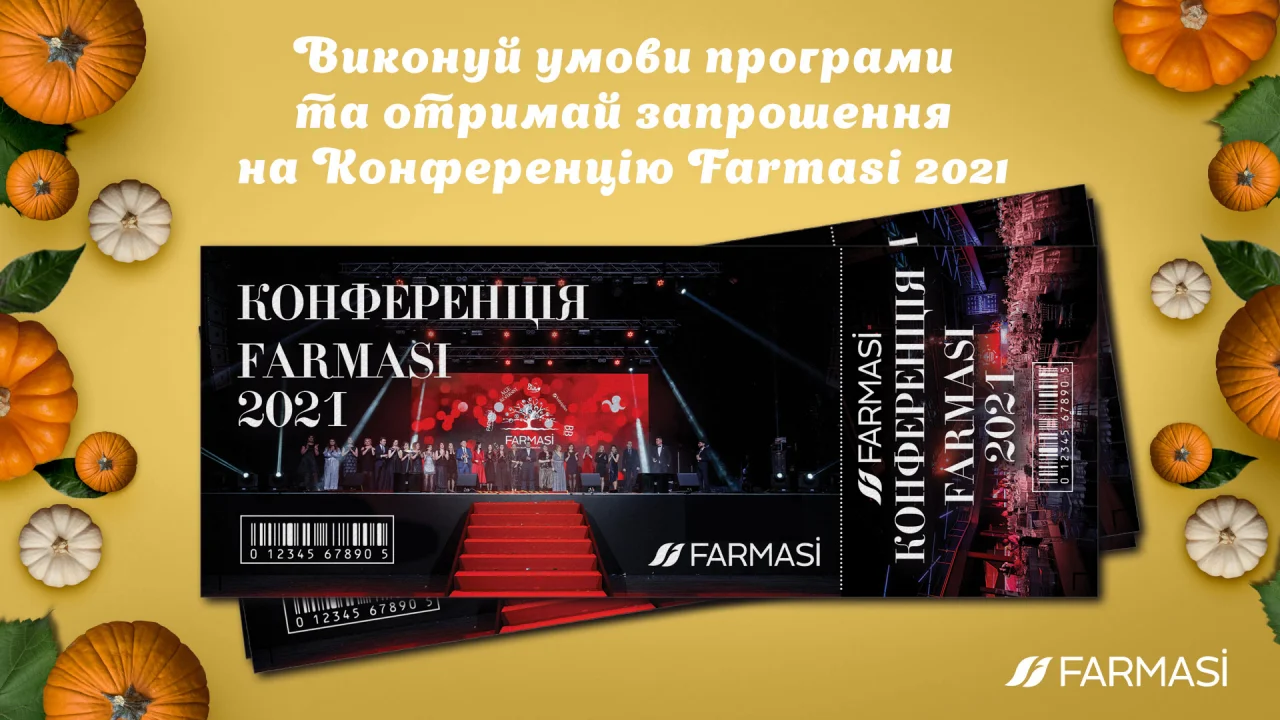 Виконуй умови програми
та отримай запрошення
на Конференцію Farmasi 2021
КОНФЕРЕНЦІЯ
FARMASI
2021
FARMASİ
0 12345 67890 5
FARMASİ
FARMASİ
КОНФЕРЕНЦІЯ
FARMASI
2021
0 12345 67890 5
0 12345 67890 5
FARMASİ